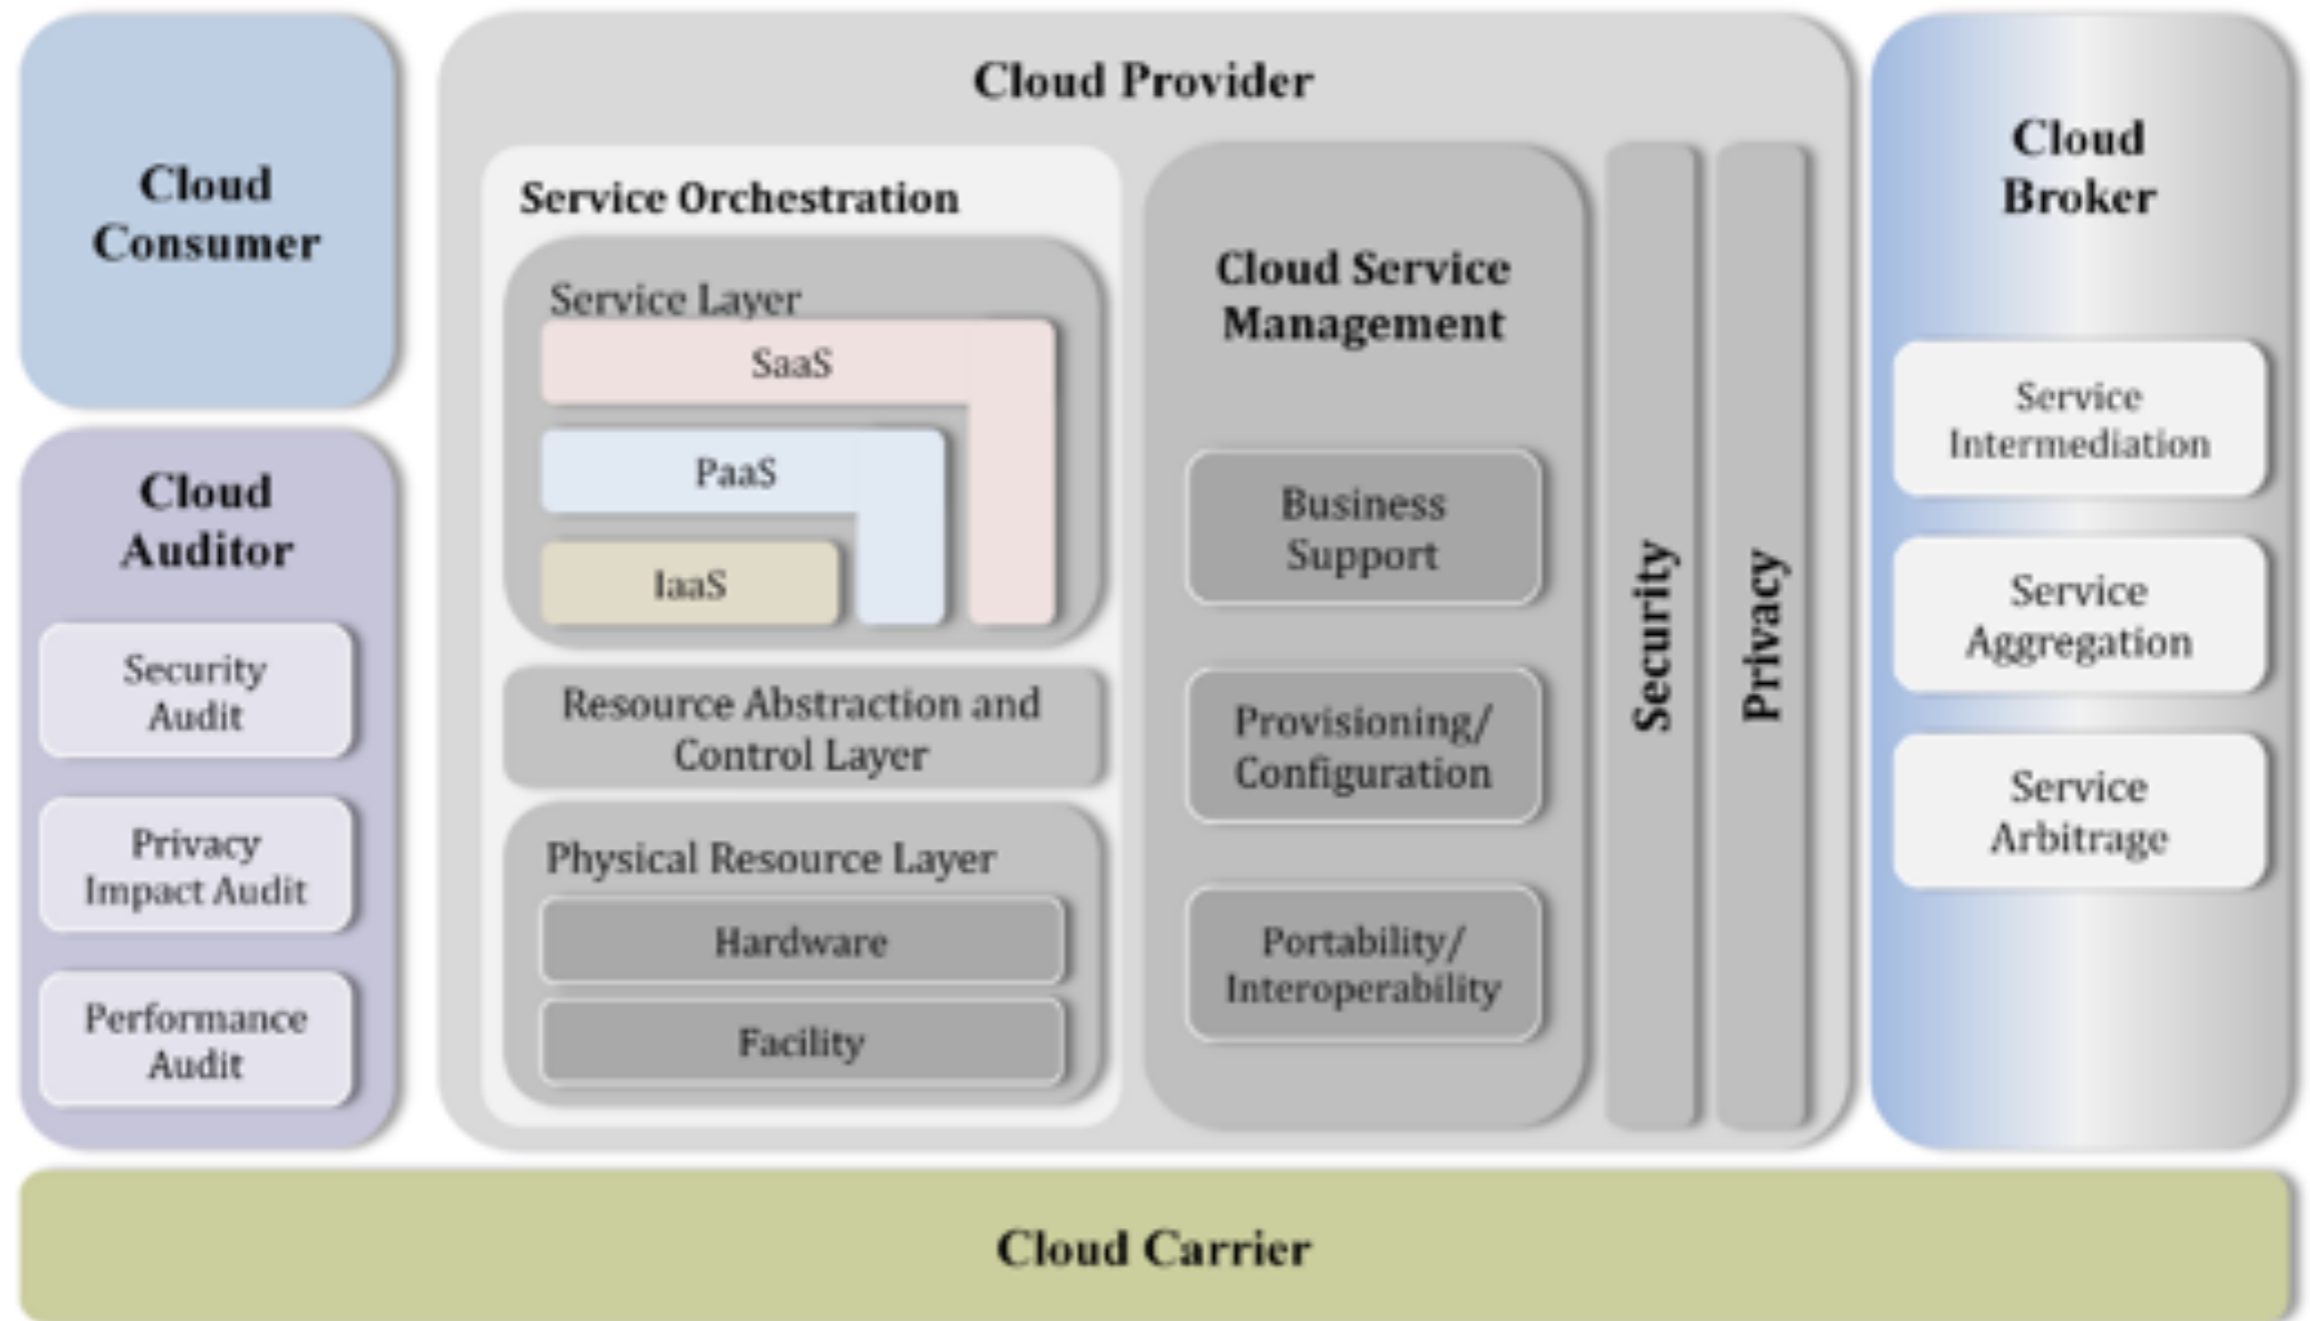 Cloud
Consumer
Cloud
Auditor
Security
Audit
Privacy
Impact Audit
Performance
Audit
Cloud Provider
Service Orchestration
Service Layer
SaaS
PaaS
IaaS
Resource Abstraction and
Control Layer
Physical Resource Layer
Hardware
Facility
Cloud Service
Management
Business
Support
Provisioning/
Configuration
Portability/
Interoperability
Security
Privacy
Cloud
Broker
Service
Intermediation
Service
Aggregation
Service
Arbitrage
Cloud Carrier